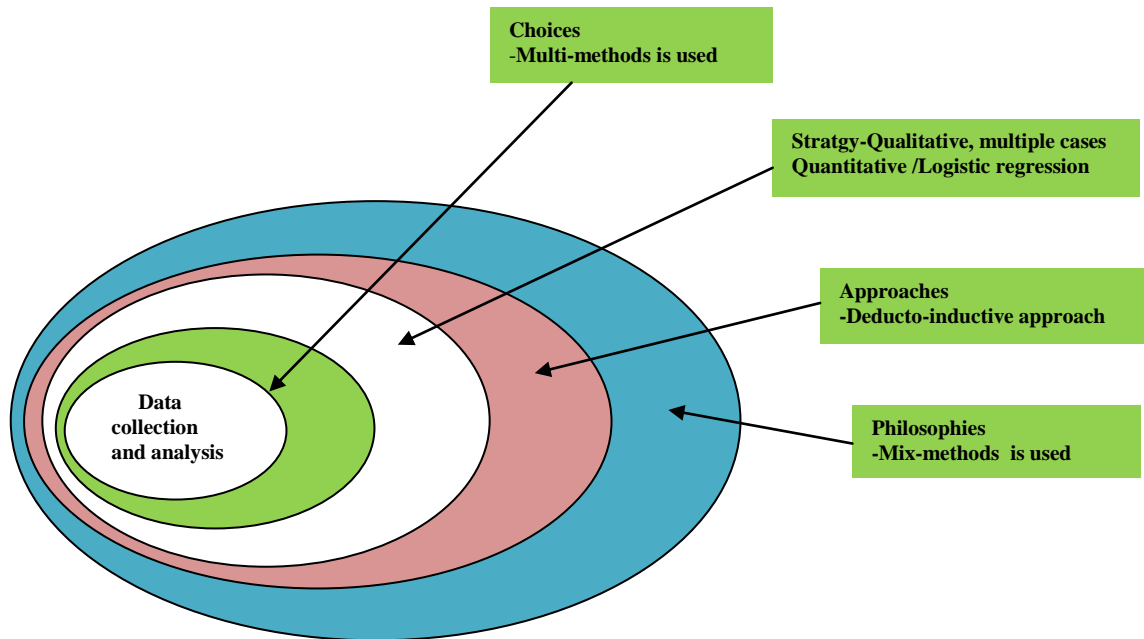 Choices
-Multi-methods is used
Stratgy-Qualitative, multiple cases
Quantitative /Logistic regression
Approaches
-Deducto-inductive approach
Data
collection
and analysis
Philosophies
-Mix-methods  is used